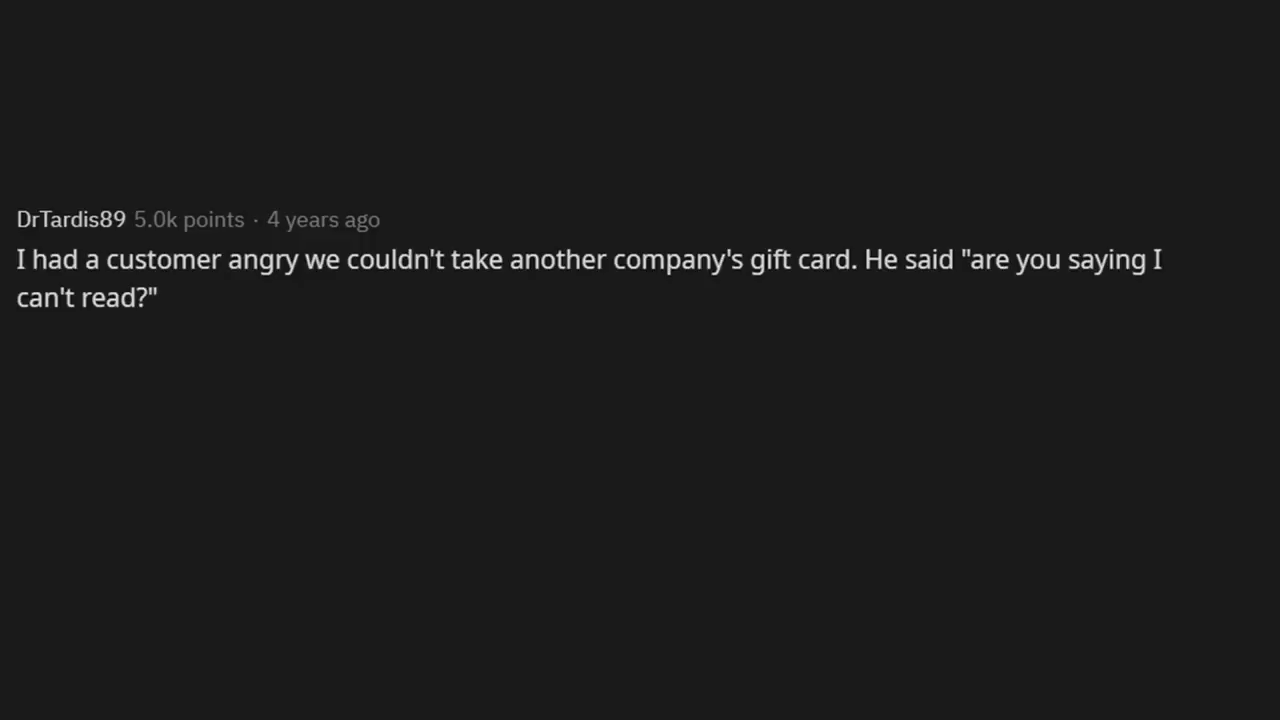 DrTardis89 5.0k points · 4 years ago
I had a customer angry we couldn't take another company's gift card. He said "are you saying I
can't read?"